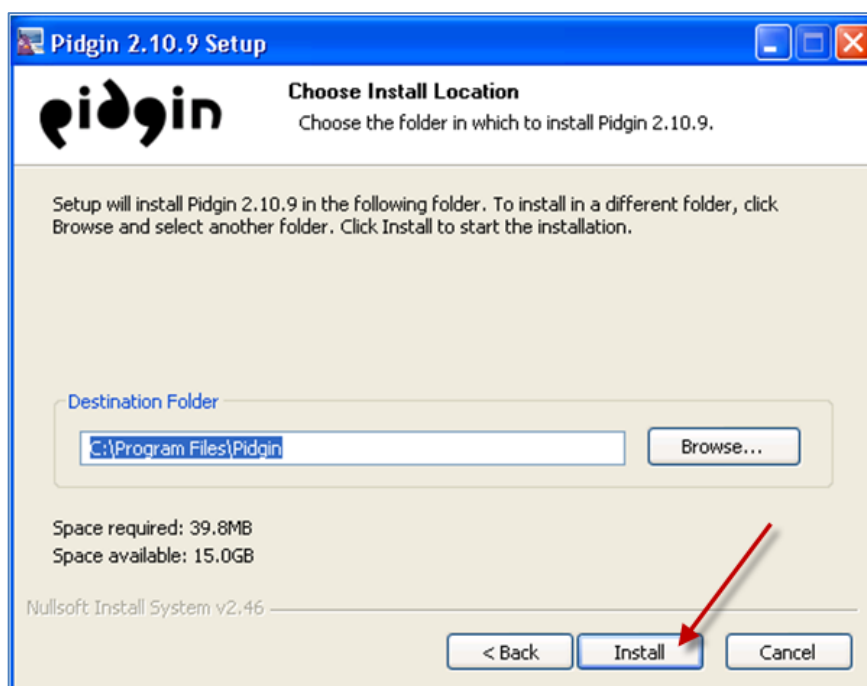 Pidgin 2.10.9 Setup
pidgin
Choose Install Location
Choose the folder in which to install Pidgin 2.10.9.
Setup will install Pidgin 2.10.9 in the following folder. To install in a different folder, click
Browse and select another folder. Click Install to start the installation.
Destination Folder
C:\Program Files\Pidgin
Browse...
Space required: 39.8MB
Space available: 15.0GB
Nullsoft Install System v2.46
< Back
Install
Cancel